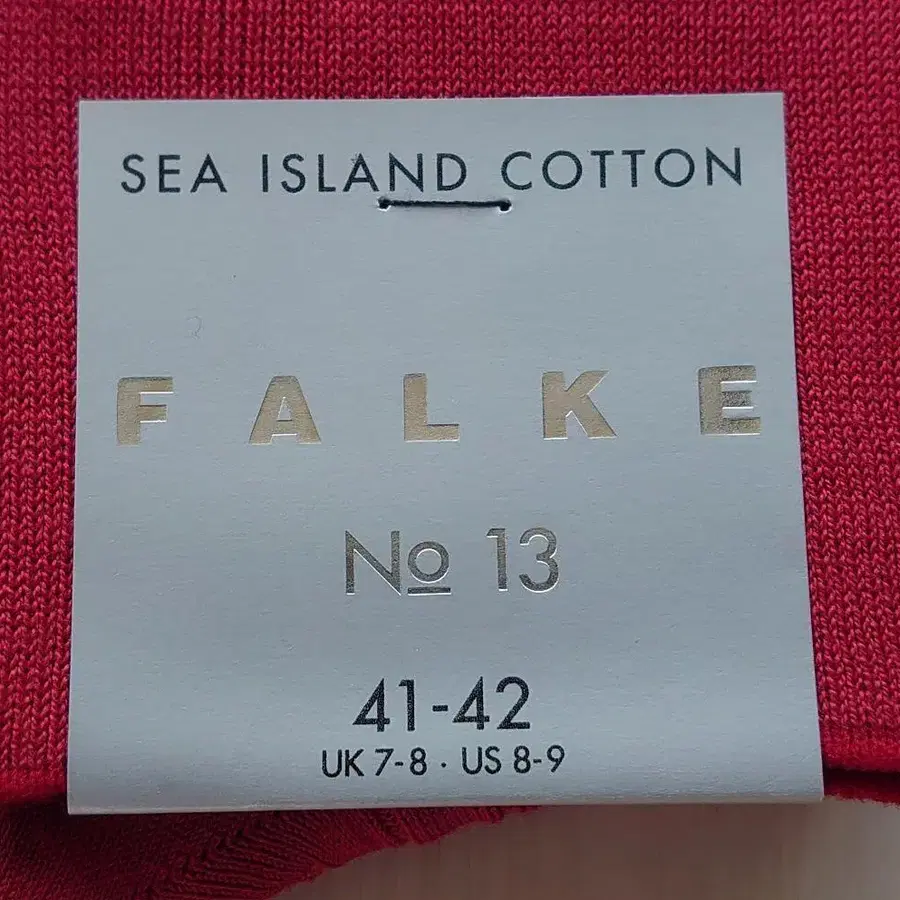 SEA ISLAND COTTON
FALKE
No 13
41-42
UK 7-8 · US 8-9